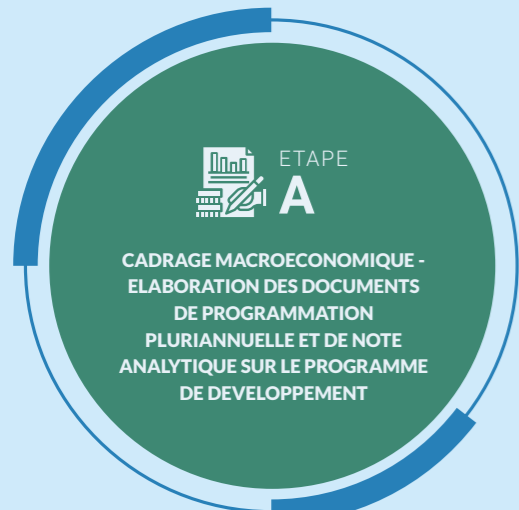 ETAPE
A
CADRAGE MACROECONOMIQUE -
ELABORATION DES DOCUMENTS
DE PROGRAMMATION
PLURIANNUELLE ET DE NOTE
ANALYTIQUE SUR LE PROGRAMME
DE DEVELOPPEMENT